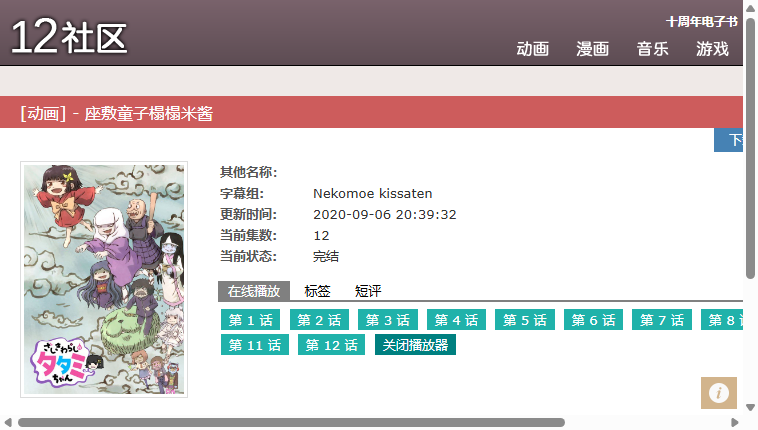 12社区
十周年电子书
动画 漫画 音乐 游戏
[动画] - 座敷童子榻榻米酱
其他名称:
字幕组: Nekomoe kissaten
更新时间: 2020-09-06 20:39:32
当前集数: 12
当前状态: 完结
在线播放 标签 短评
第 1 话 第 2 话 第 3 话 第 4 话 第 5 话 第 6 话 第 7 话 第 8
第 11 话 第 12 话 关闭播放器
ざしきわらし
タタミ
ちゃん
i